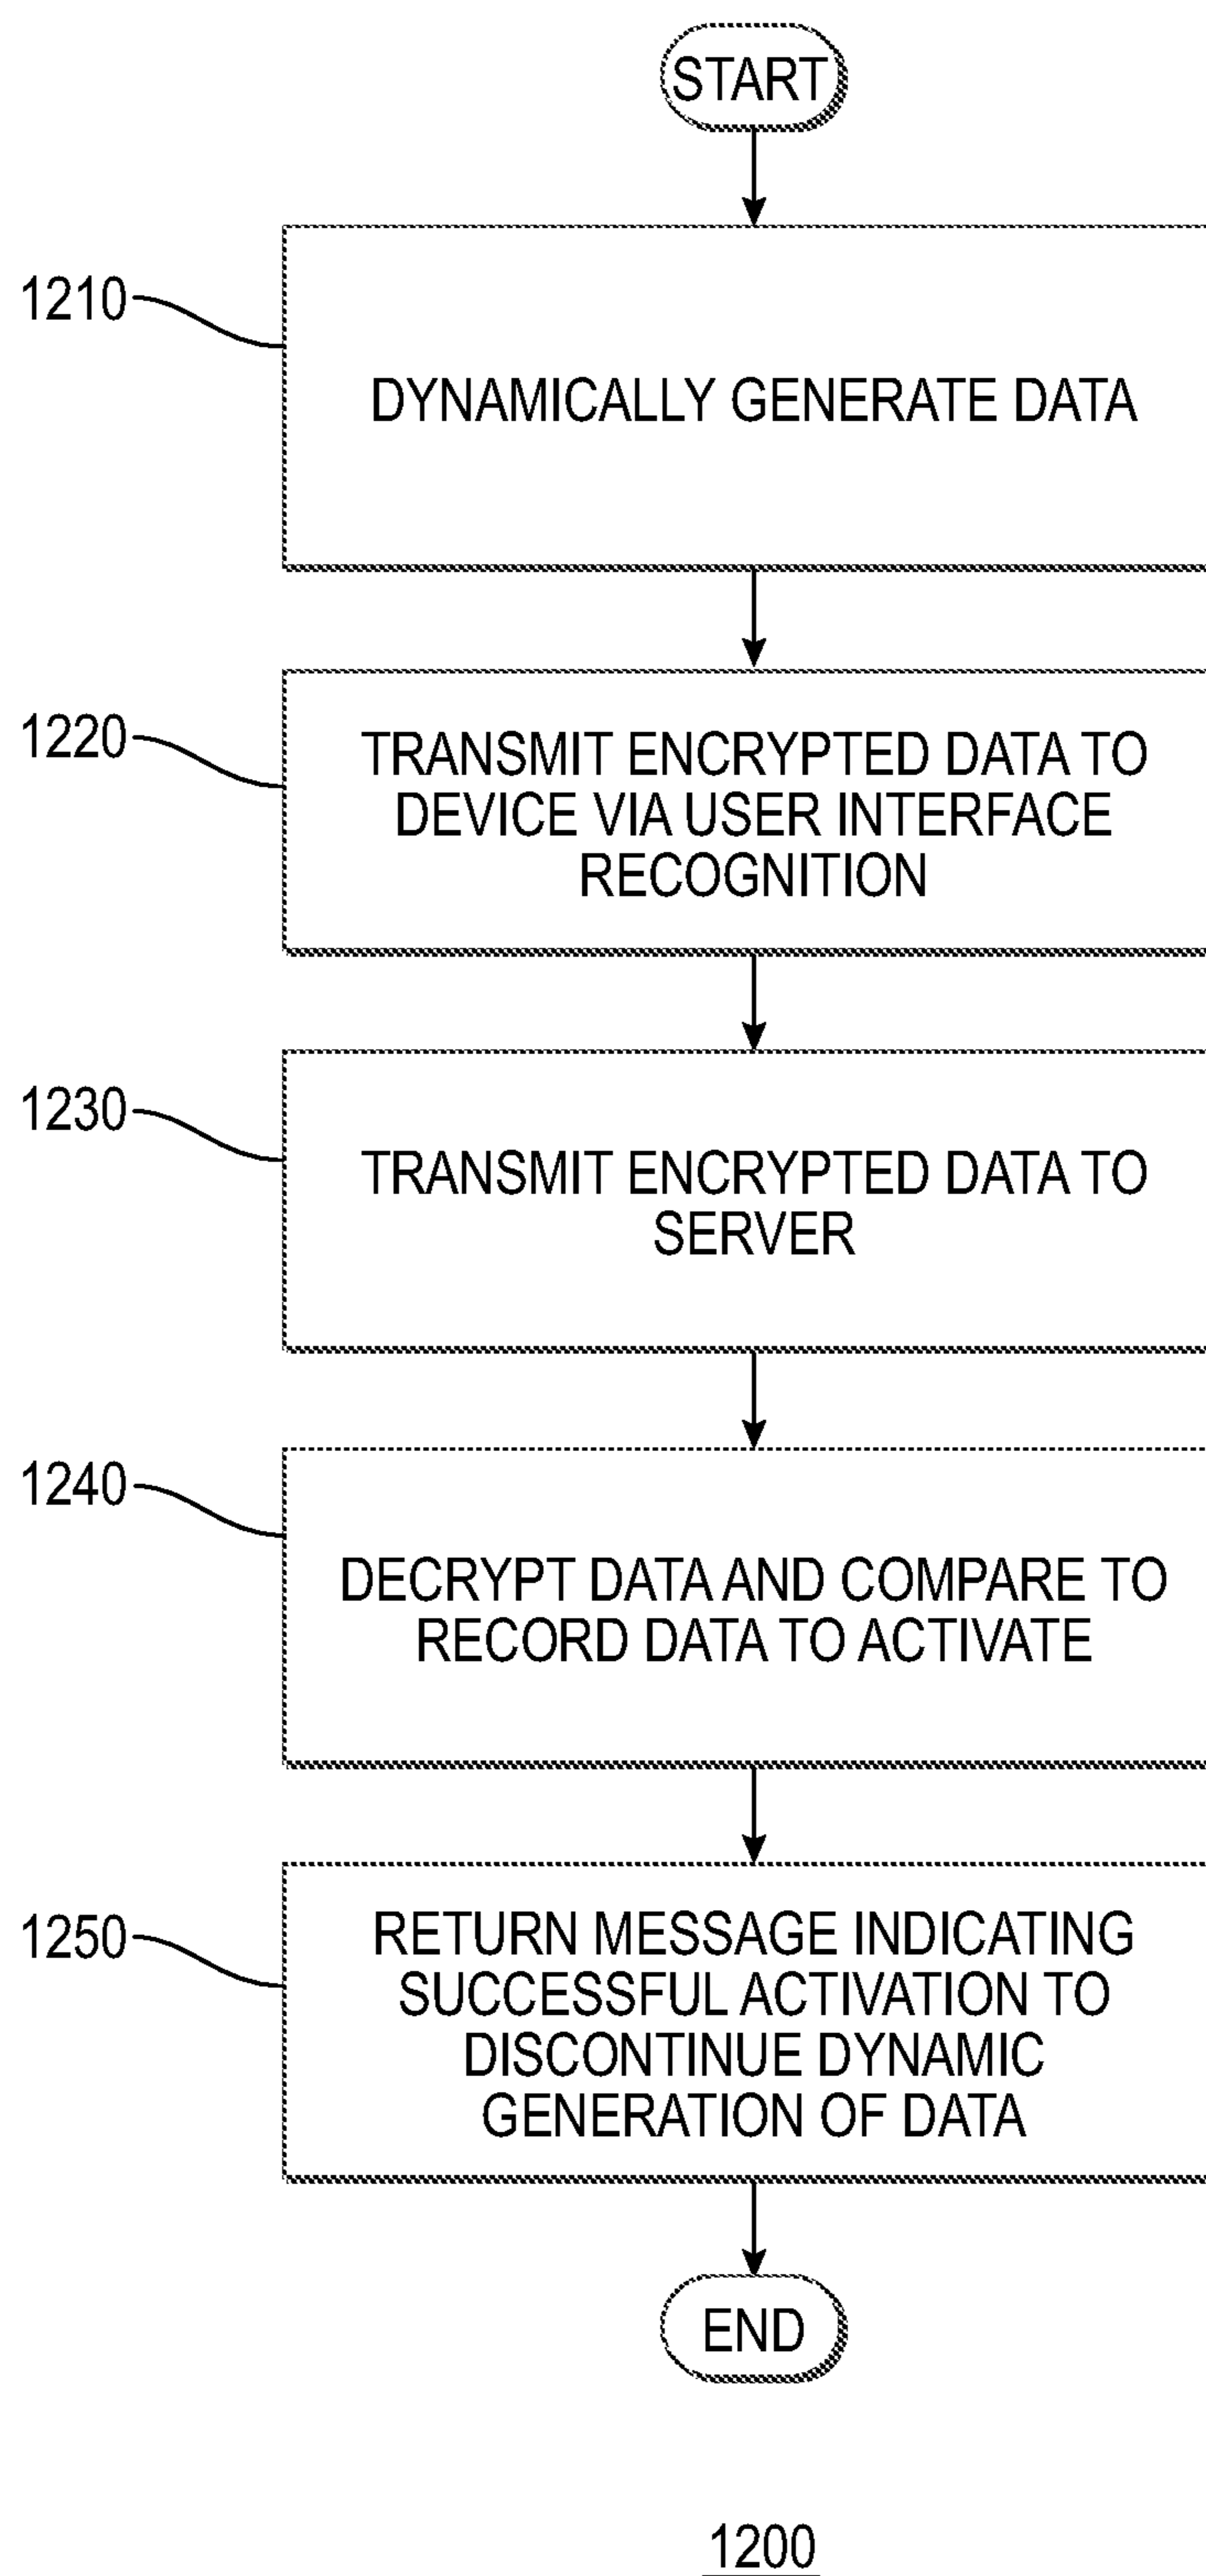 START
1210
DYNAMICALLY GENERATE DATA
1220
TRANSMIT ENCRYPTED DATA TO
DEVICE VIA USER INTERFACE
RECOGNITION
1230
TRANSMIT ENCRYPTED DATA TO
SERVER
1240
DECRYPT DATA AND COMPARE TO
RECORD DATA TO ACTIVATE
1250
RETURN MESSAGE INDICATING
SUCCESSFUL ACTIVATION TO
DISCONTINUE DYNAMIC
GENERATION OF DATA
END
1200